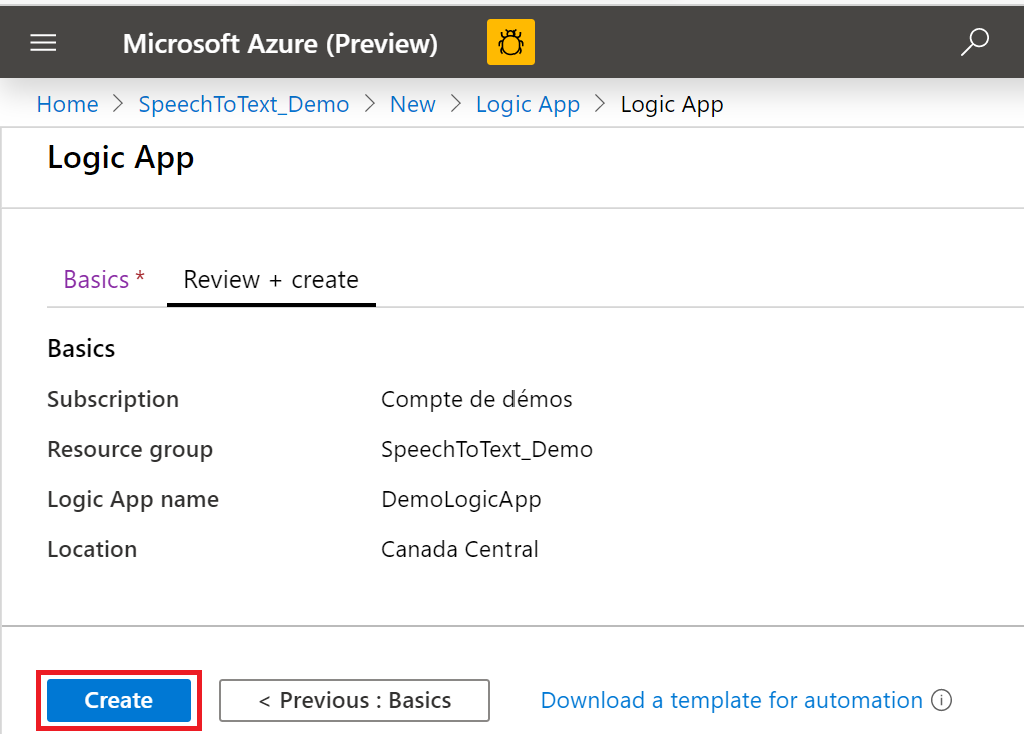 Microsoft Azure (Preview)
Home > SpeechToText_Demo > New > Logic App > Logic App
Logic App
Basics * Review + create
Basics
Subscription Compte de démos
Resource group SpeechToText_Demo
Logic App name DemoLogicApp
Location Canada Central
Create < Previous : Basics Download a template for automation